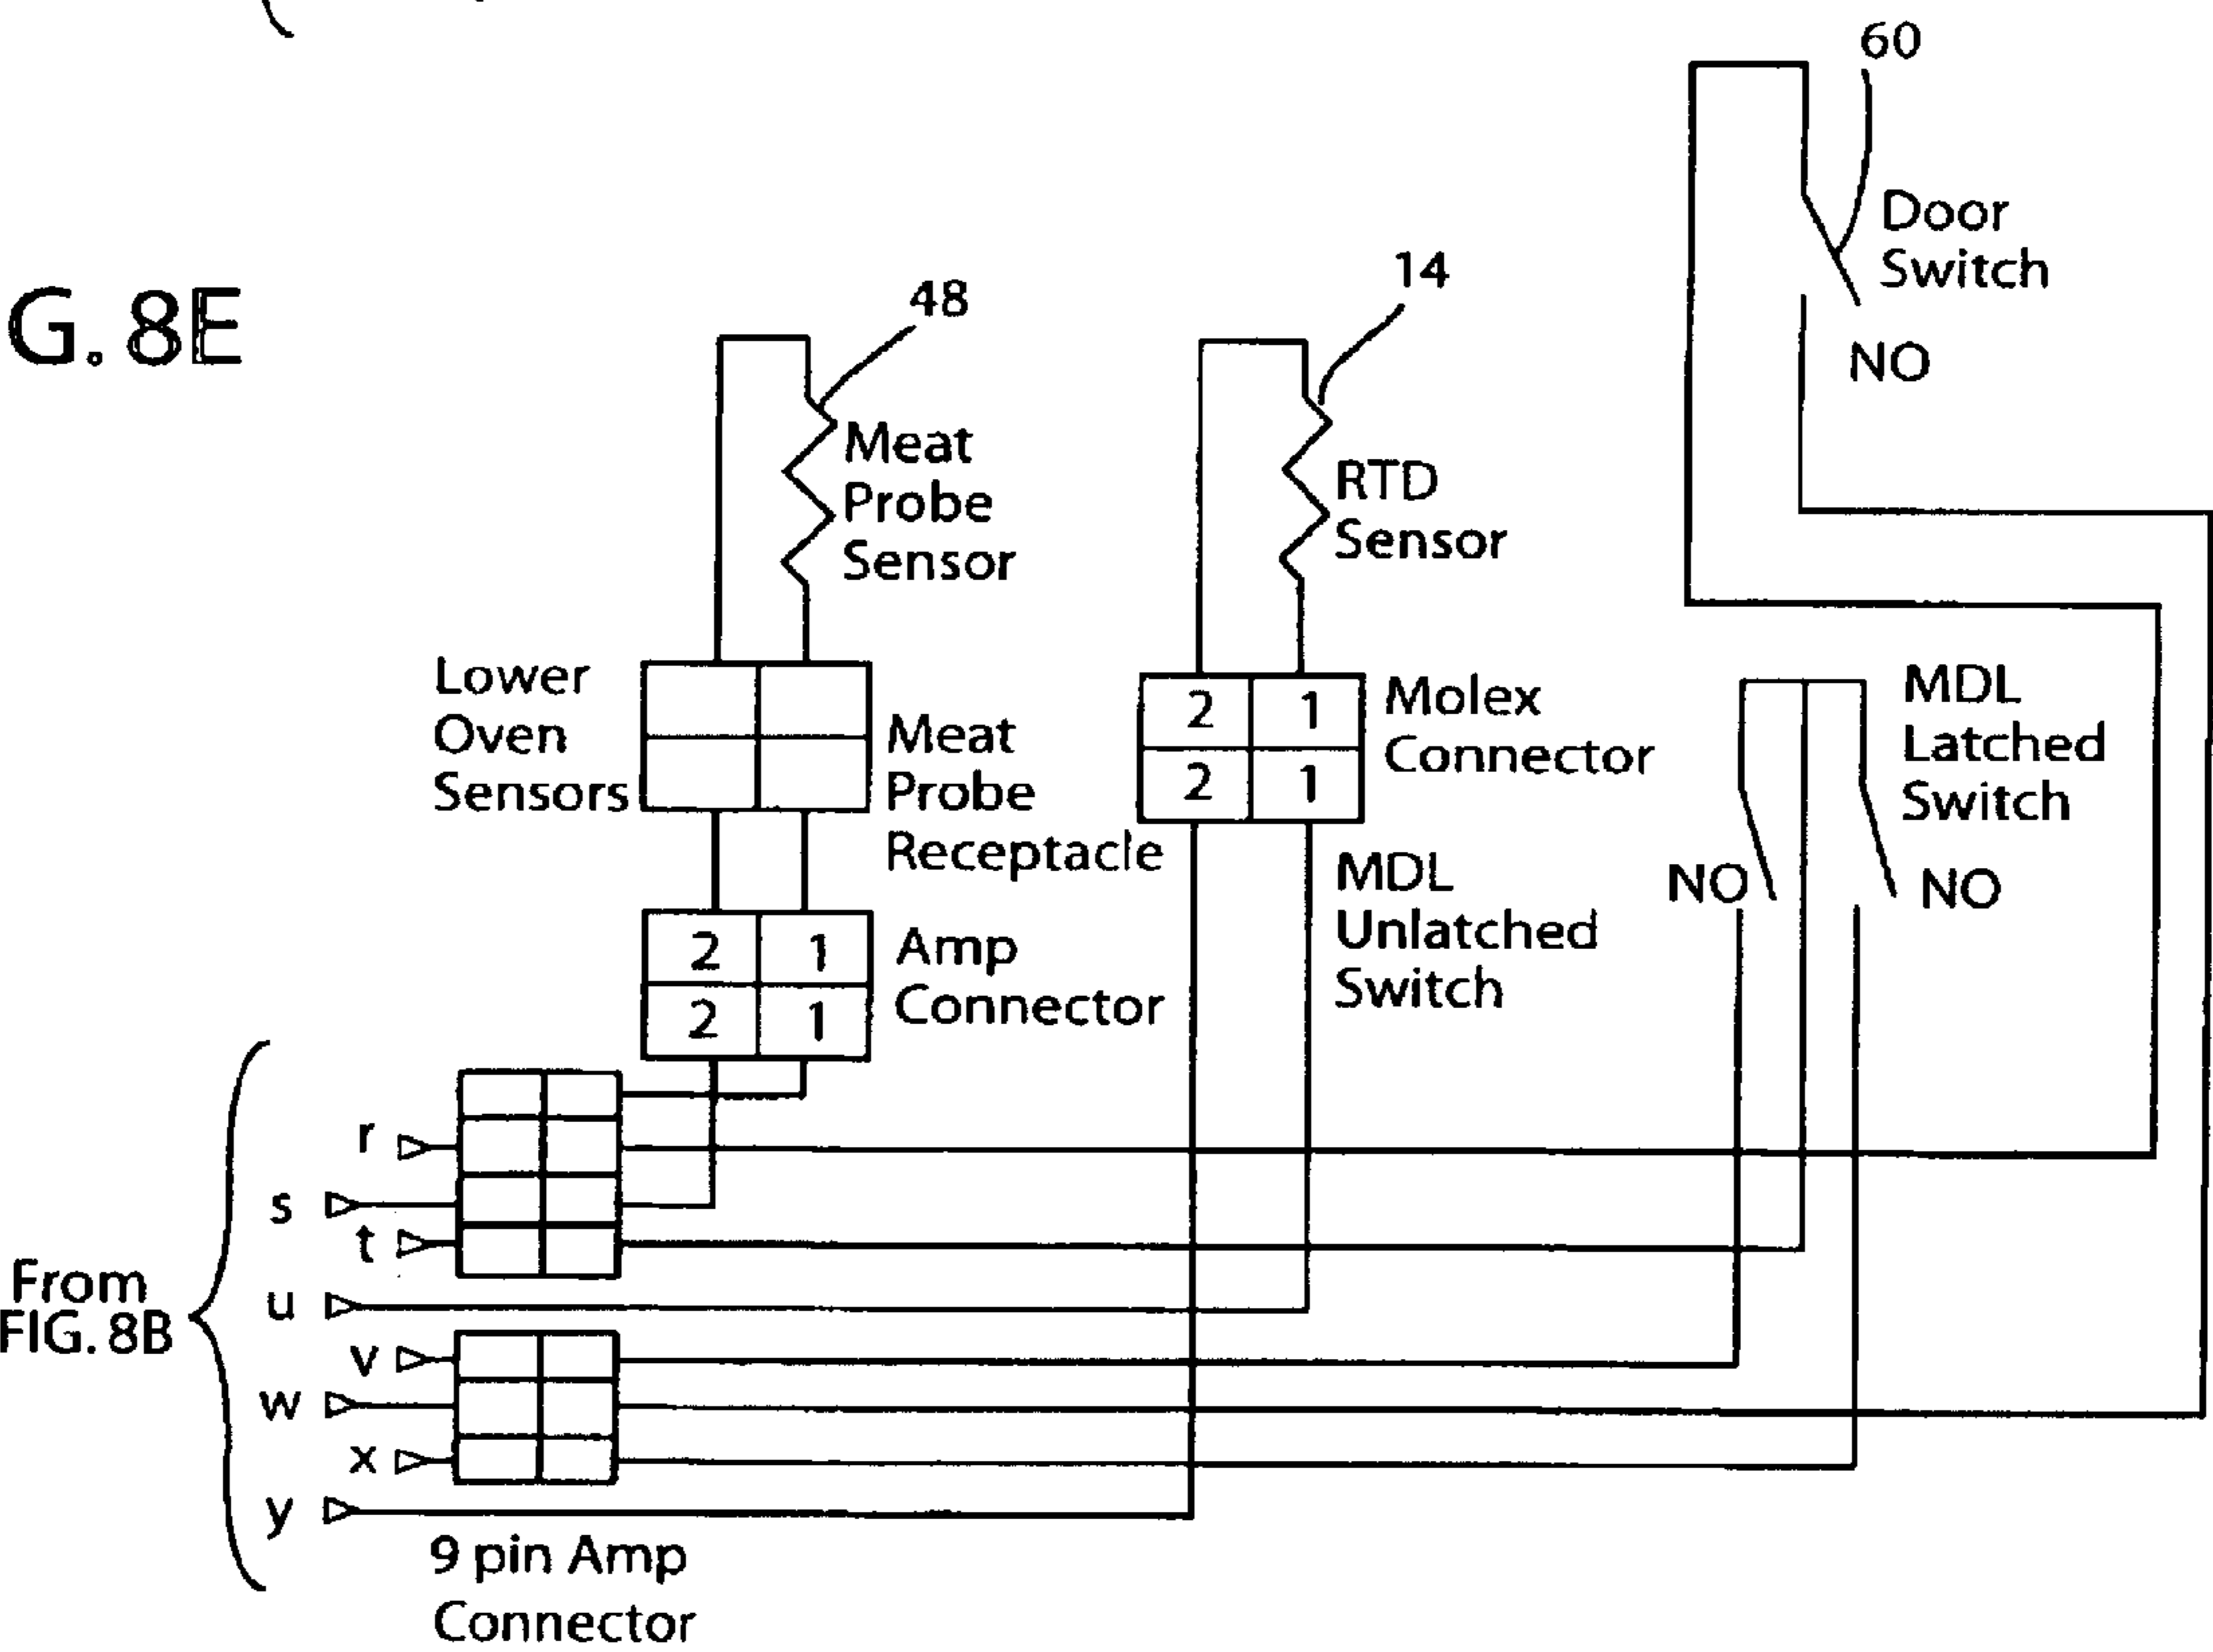 60
Door
Switch
NO
G. 8E
48
14
Meat
Probe
Sensor
RTD
Sensor
Lower
Oven
Sensors
Meat
Probe
Receptacle
2 1
2 1
Molex
Connector
MDL
Latched
Switch
NO
NO
MDL
Unlatched
Switch
2 1
2 1
Amp
Connector
r
s
t
u
v
w
x
y
From
FIG. 8B
9 pin Amp
Connector